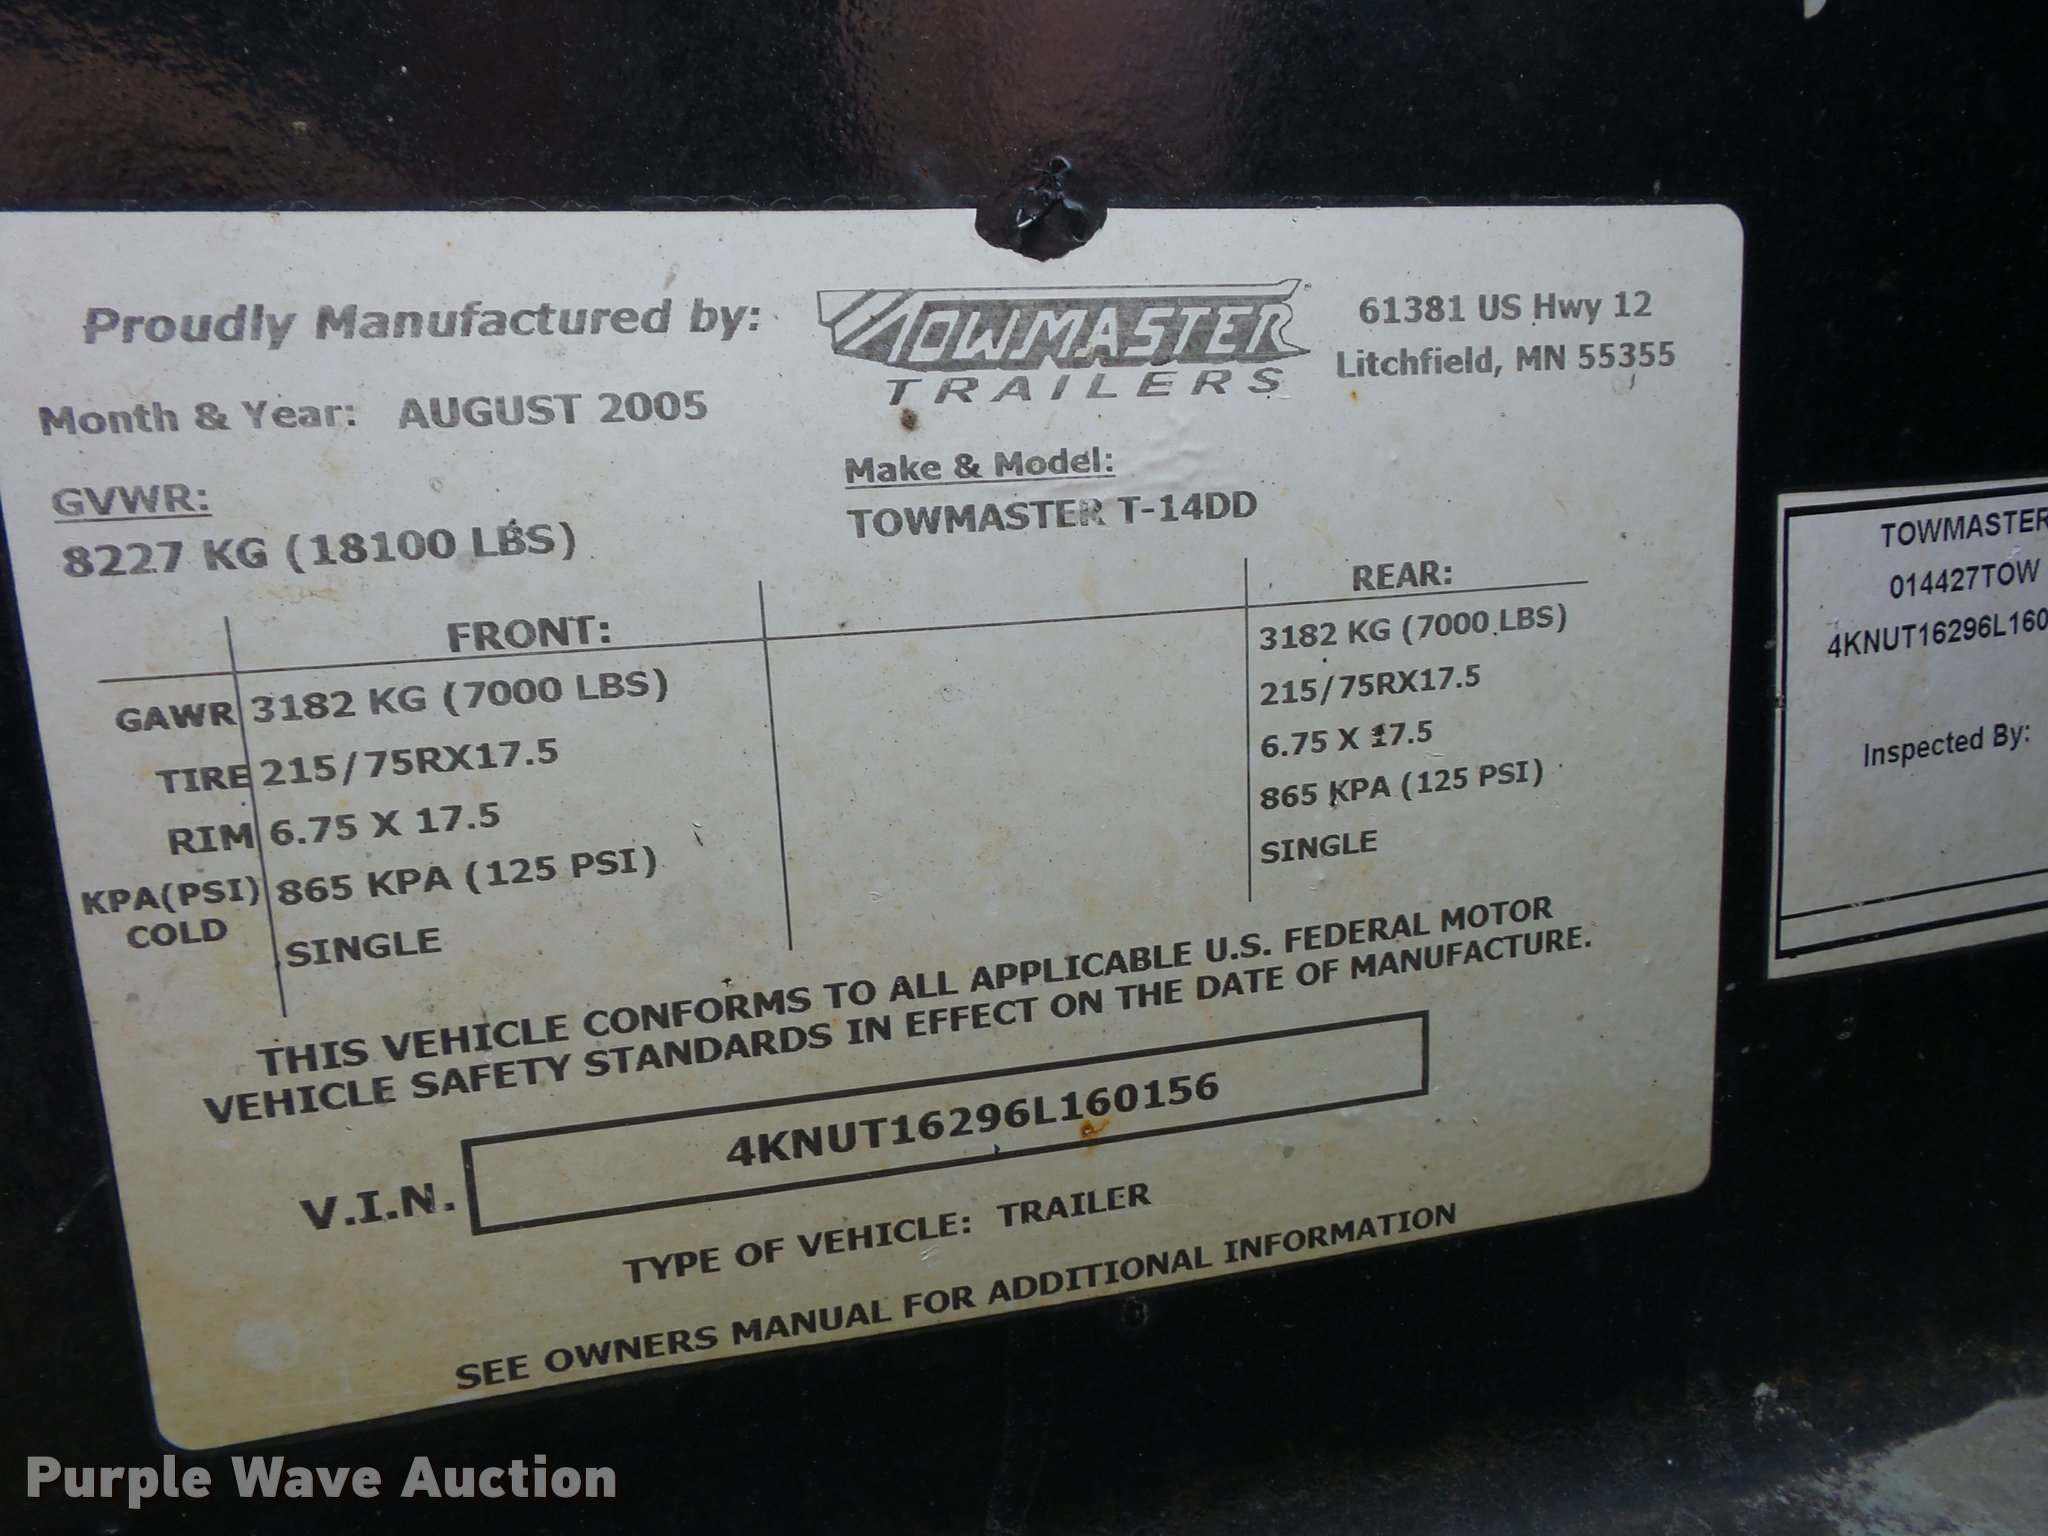 Proudly Manufactured by:
TOWMASTER
TRAILERS
61381 US Hwy 12
Litchfield, MN 55355
Month & Year: AUGUST 2005
GVWR:
8227 KG (18100 LBS)
Make & Model:
TOWMASTER T-14DD
FRONT: REAR:
GAWR 3182 KG (7000 LBS) 3182 KG (7000 LBS)
TIRE 215/75RX17.5 215/75RX17.5
RIM 6.75 X 17.5 6.75 X 17.5
KPA(PSI) 865 KPA (125 PSI) 865 KPA (125 PSI)
COLD SINGLE SINGLE
THIS VEHICLE CONFORMS TO ALL APPLICABLE U.S. FEDERAL MOTOR
VEHICLE SAFETY STANDARDS IN EFFECT ON THE DATE OF MANUFACTURE.
V.I.N. 4KNUT16296L160156
TYPE OF VEHICLE: TRAILER
SEE OWNERS MANUAL FOR ADDITIONAL INFORMATION
TOWMASTER
014427TOW
4KNUT16296L160
Inspected By:
Purple Wave Auction